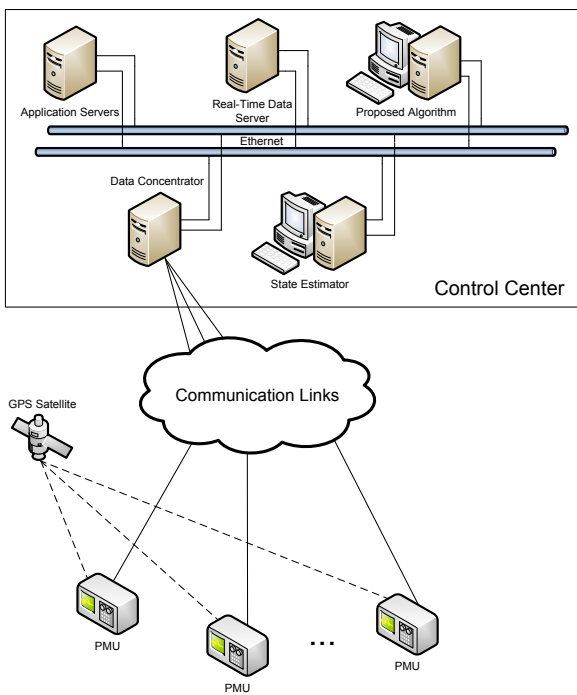 Application Servers
Real-Time Data
Server
Proposed Algorithm
Ethernet
Data Concentrator
State Estimator
Control Center
Communication Links
GPS Satellite
PMU
PMU
...
PMU